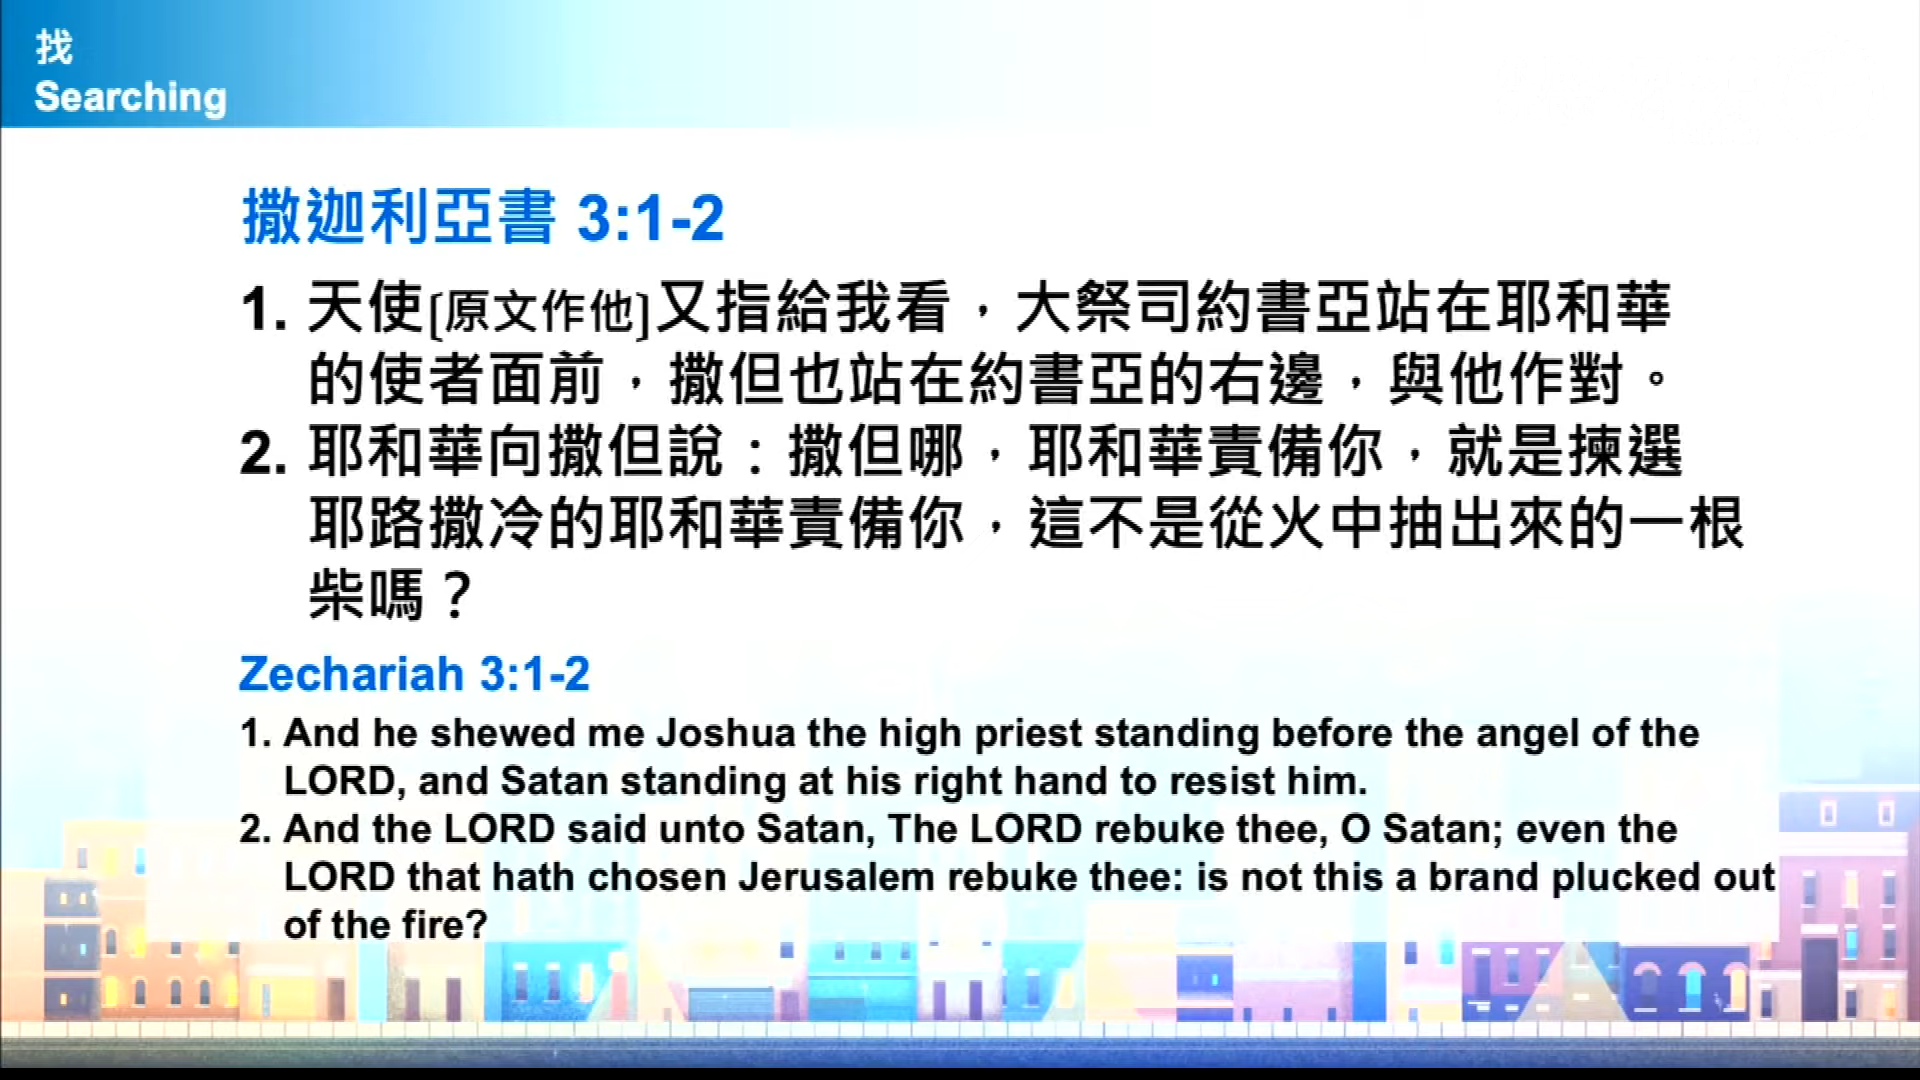 找
Searching
撒迦利亞書 3:1-2
1. 天使[原文作他]又指給我看，大祭司約書亞站在耶和華
的使者面前，撒但也站在約書亞的右邊，與他作對。
2. 耶和華向撒但說：撒但哪，耶和華責備你，就是揀選
耶路撒冷的耶和華責備你，這不是從火中抽出來的一根
柴嗎？
Zechariah 3:1-2
1. And he shewed me Joshua the high priest standing before the angel of the
LORD, and Satan standing at his right hand to resist him.
2. And the LORD said unto Satan, The LORD rebuke thee, O Satan; even the
LORD that hath chosen Jerusalem rebuke thee: is not this a brand plucked out
of the fire?